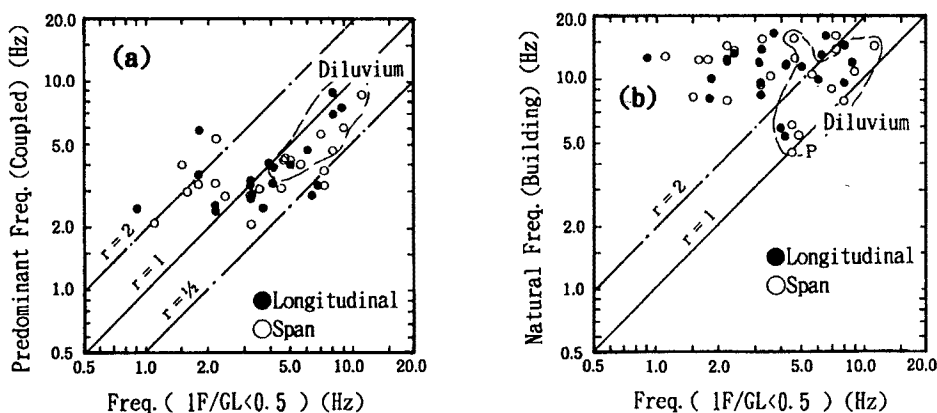 (a)
Predominant Freq.(Coupled) (Hz)
20.0
10.0
5.0
2.0
1.0
0.5
Diluvium
r=2
r=1
r=½
●Longitudinal
○Span
0.5 1.0 2.0 5.0 10.0 20.0
Freq.( 1F/GL<0.5 ) (Hz)
(b)
Natural Freq.(Building) (Hz)
20.0
10.0
5.0
2.0
1.0
0.5
Diluvium
P
r=2
r=1
●Longitudinal
○Span
0.5 1.0 2.0 5.0 10.0 20.0
Freq.( 1F/GL<0.5 ) (Hz)